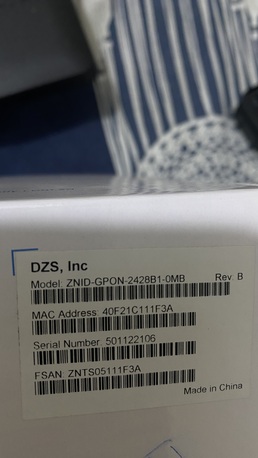 DZS, Inc
Model: ZNID-GPON-2428B1-0MB Rev. B
MAC Address: 40F21C111F3A
Serial Number: 501122106
FSAN: ZNTS05111F3A
Made in China